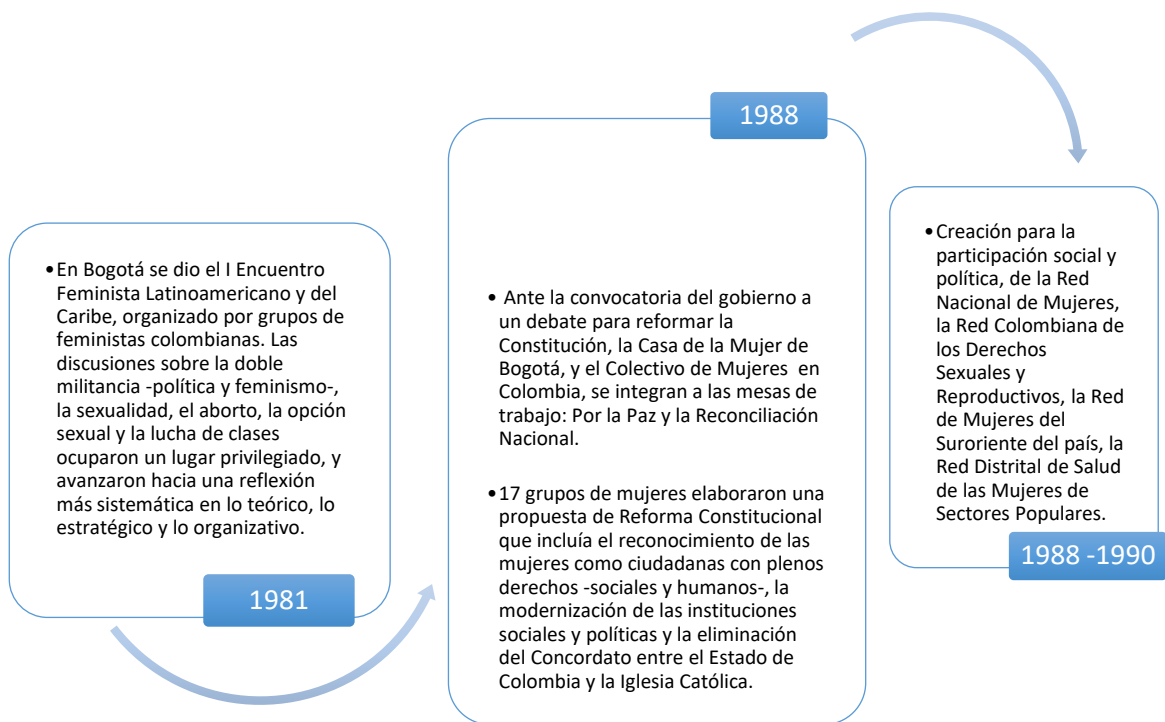 •En Bogotá se dio el I Encuentro
Feminista Latinoamericano y del
Caribe, organizado por grupos de
feministas colombianas. Las
discusiones sobre la doble
militancia -política y feminismo-,
la sexualidad, el aborto, la opción
sexual y la lucha de clases
ocuparon un lugar privilegiado, y
avanzaron hacia una reflexión
más sistemática en lo teórico, lo
estratégico y lo organizativo.
1981
1988
• Ante la convocatoria del gobierno a
un debate para reformar la
Constitución, la Casa de la Mujer de
Bogotá, y el Colectivo de Mujeres en
Colombia, se integran a las mesas de
trabajo: Por la Paz y la Reconciliación
Nacional.
•17 grupos de mujeres elaboraron una
propuesta de Reforma Constitucional
que incluía el reconocimiento de las
mujeres como ciudadanas con plenos
derechos -sociales y humanos-, la
modernización de las instituciones
sociales y políticas y la eliminación
del Concordato entre el Estado de
Colombia y la Iglesia Católica.
•Creación para la
participación social y
política, de la Red
Nacional de Mujeres,
la Red Colombiana de
los Derechos
Sexuales y
Reproductivos, la Red
de Mujeres del
Suroriente del país, la
Red Distrital de Salud
de las Mujeres de
Sectores Populares.
1988 -1990